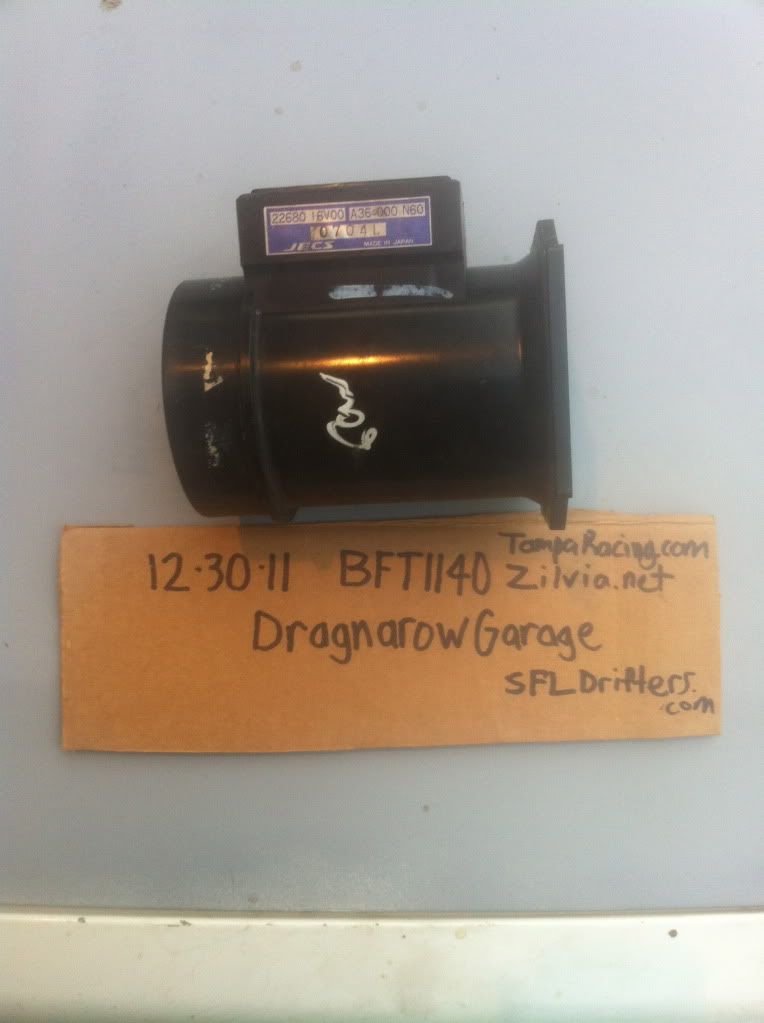 22680 16V00 A36-000 N60
0704L
JECS MADE IN JAPAN
12·30·11 BFT1140 TampaRacing.com
Zilvia.net
DragnarowGarage
SFLDrifters.
.com